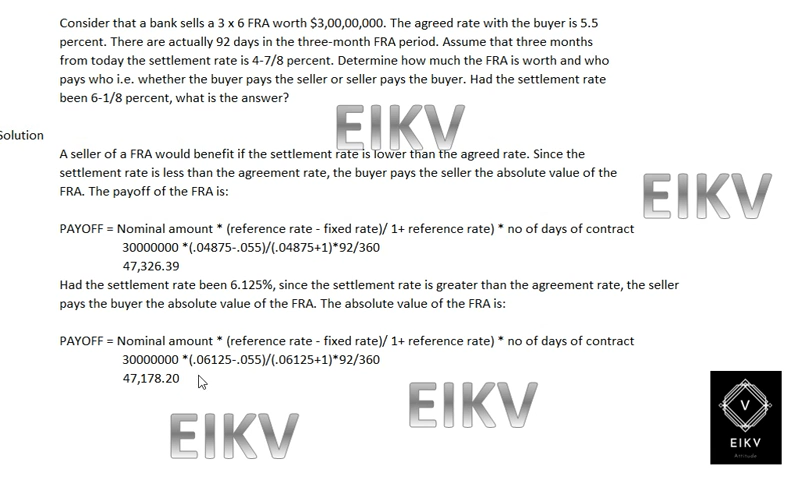 Consider that a bank sells a 3 x 6 FRA worth $3,00,00,000. The agreed rate with the buyer is 5.5
percent. There are actually 92 days in the three-month FRA period. Assume that three months
from today the settlement rate is 4-7/8 percent. Determine how much the FRA is worth and who
pays who i.e. whether the buyer pays the seller or seller pays the buyer. Had the settlement rate
been 6-1/8 percent, what is the answer?
EIKV
Solution
A seller of a FRA would benefit if the settlement rate is lower than the agreed rate. Since the
settlement rate is less than the agreement rate, the buyer pays the seller the absolute value of the
FRA. The payoff of the FRA is:
EIKV
PAYOFF = Nominal amount * (reference rate - fixed rate)/ 1+ reference rate) * no of days of contract
30000000 *(.04875-.055)/(.04875+1)*92/360
47,326.39
Had the settlement rate been 6.125%, since the settlement rate is greater than the agreement rate, the seller
pays the buyer the absolute value of the FRA. The absolute value of the FRA is:
PAYOFF = Nominal amount * (reference rate - fixed rate)/ 1+ reference rate) * no of days of contract
30000000 *(.06125-.055)/(.06125+1)*92/360
47,178.20
EIKV
EIKV
V
EIKV
Attitude